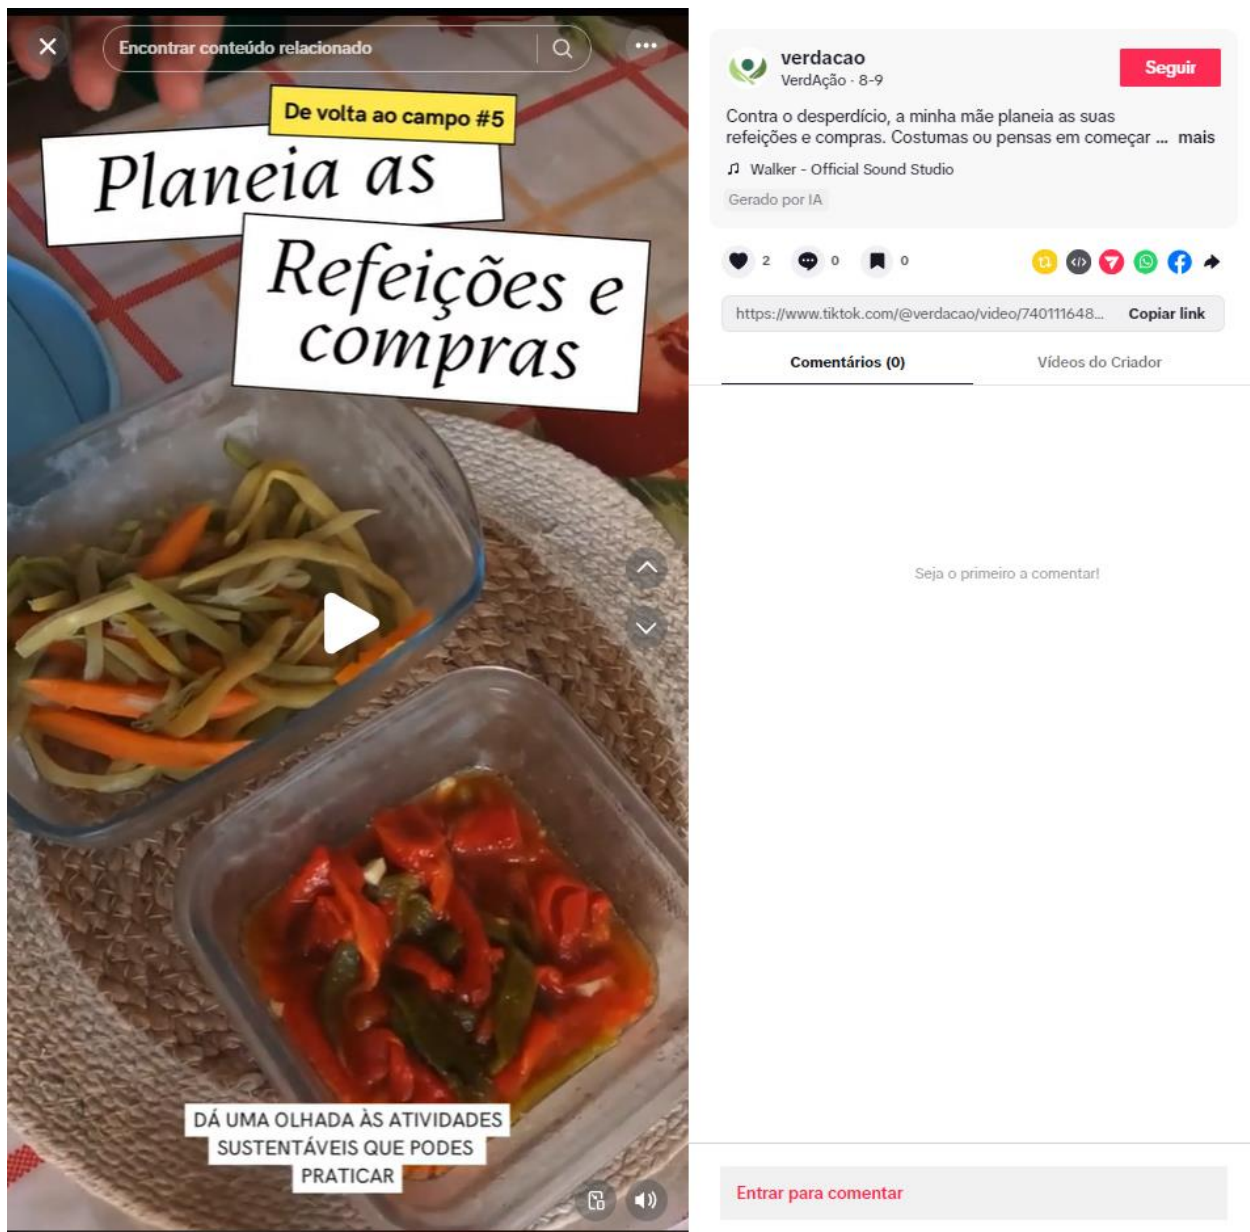 Encontrar conteúdo relacionado
De volta ao campo #5
Planeia as
Refeições e
compras
DÁ UMA OLHADA ÀS ATIVIDADES
SUSTENTÁVEIS QUE PODES
PRATICAR
verdacao
VerdAção · 8-9
Seguir
Contra o desperdício, a minha mãe planeia as suas
refeições e compras. Costumas ou pensas em começar ... mais
Walker - Official Sound Studio
Gerado por IA
2
0
0
https://www.tiktok.com/@verdacao/video/740111648...
Copiar link
Comentários (0)
Vídeos do Criador
Seja o primeiro a comentar!
Entrar para comentar